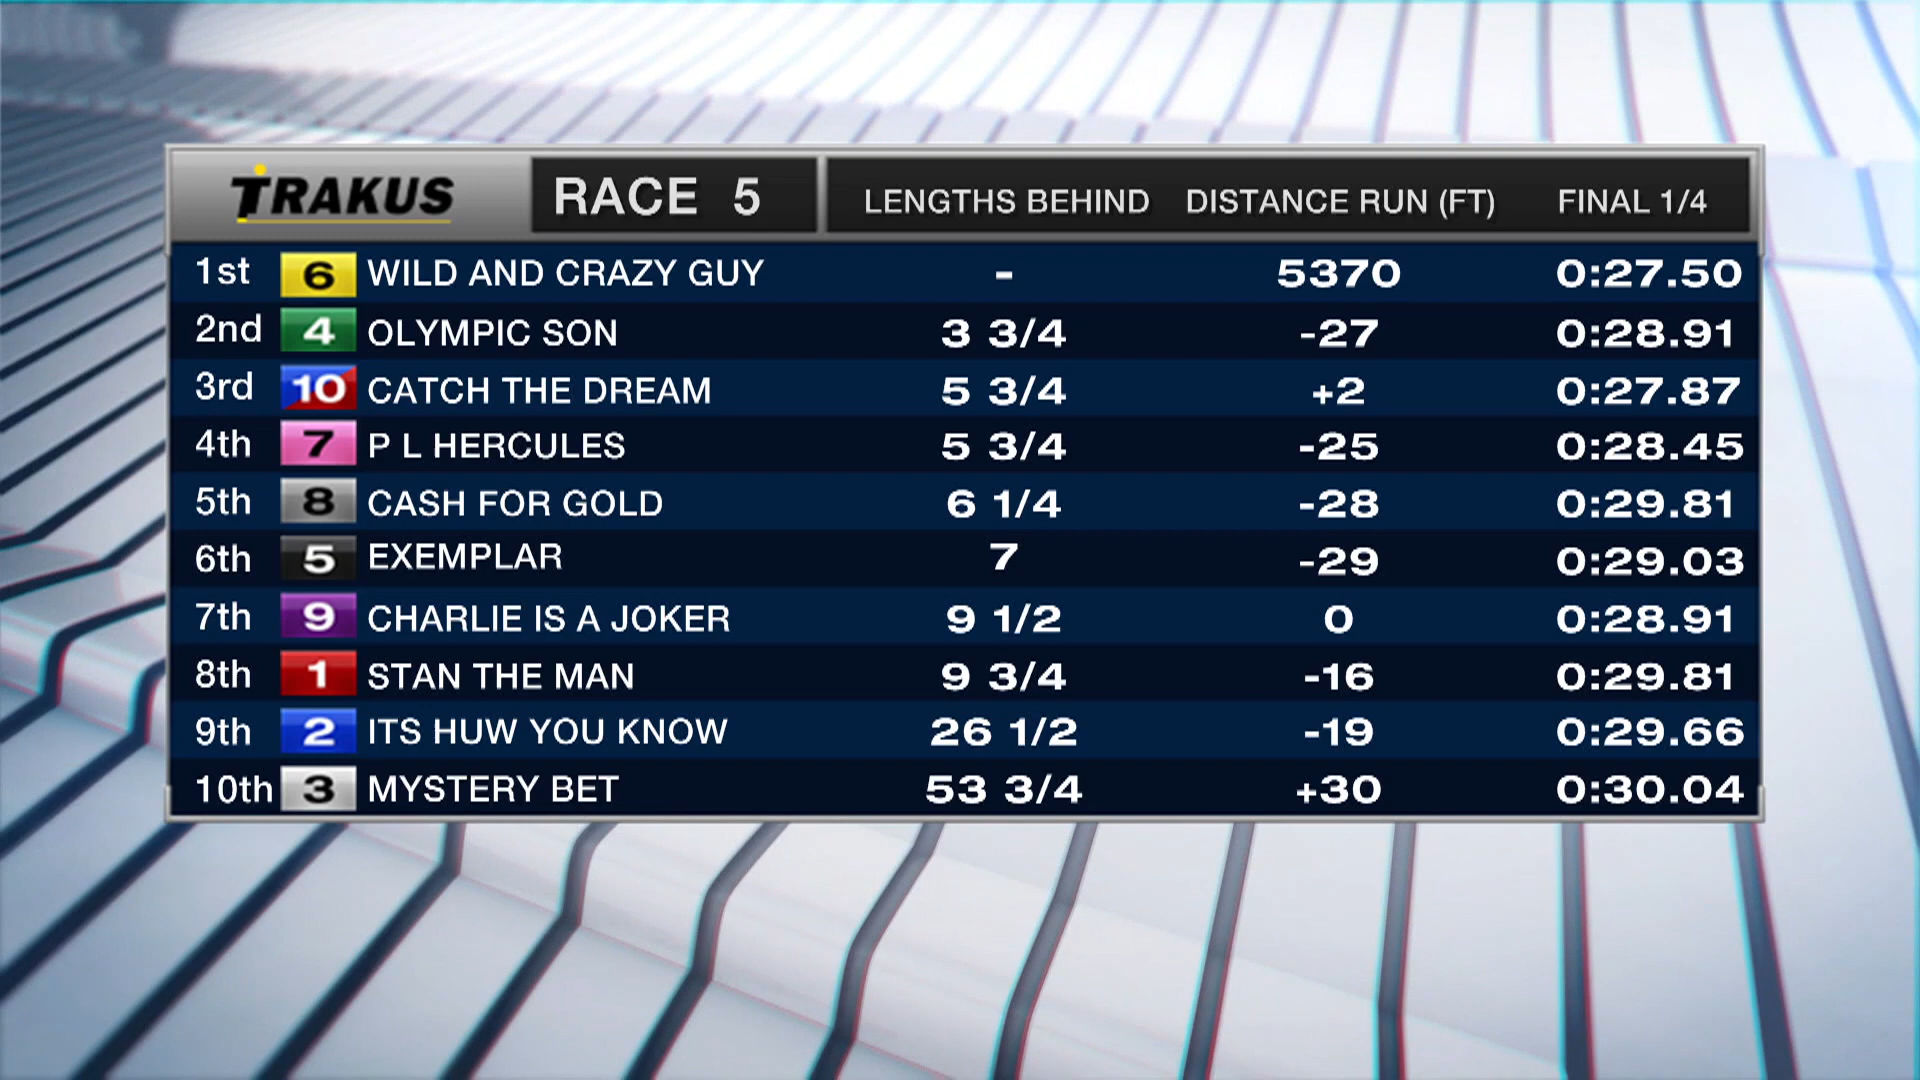 TRAKUS RACE 5 LENGTHS BEHIND DISTANCE RUN (FT) FINAL 1/4
1st 6 WILD AND CRAZY GUY - 5370 0:27.50
2nd 4 OLYMPIC SON 3 3/4 -27 0:28.91
3rd 10 CATCH THE DREAM 5 3/4 +2 0:27.87
4th 7 P L HERCULES 5 3/4 -25 0:28.45
5th 8 CASH FOR GOLD 6 1/4 -28 0:29.81
6th 5 EXEMPLAR 7 -29 0:29.03
7th 9 CHARLIE IS A JOKER 9 1/2 0 0:28.91
8th 1 STAN THE MAN 9 3/4 -16 0:29.81
9th 2 ITS HUW YOU KNOW 26 1/2 -19 0:29.66
10th 3 MYSTERY BET 53 3/4 +30 0:30.04